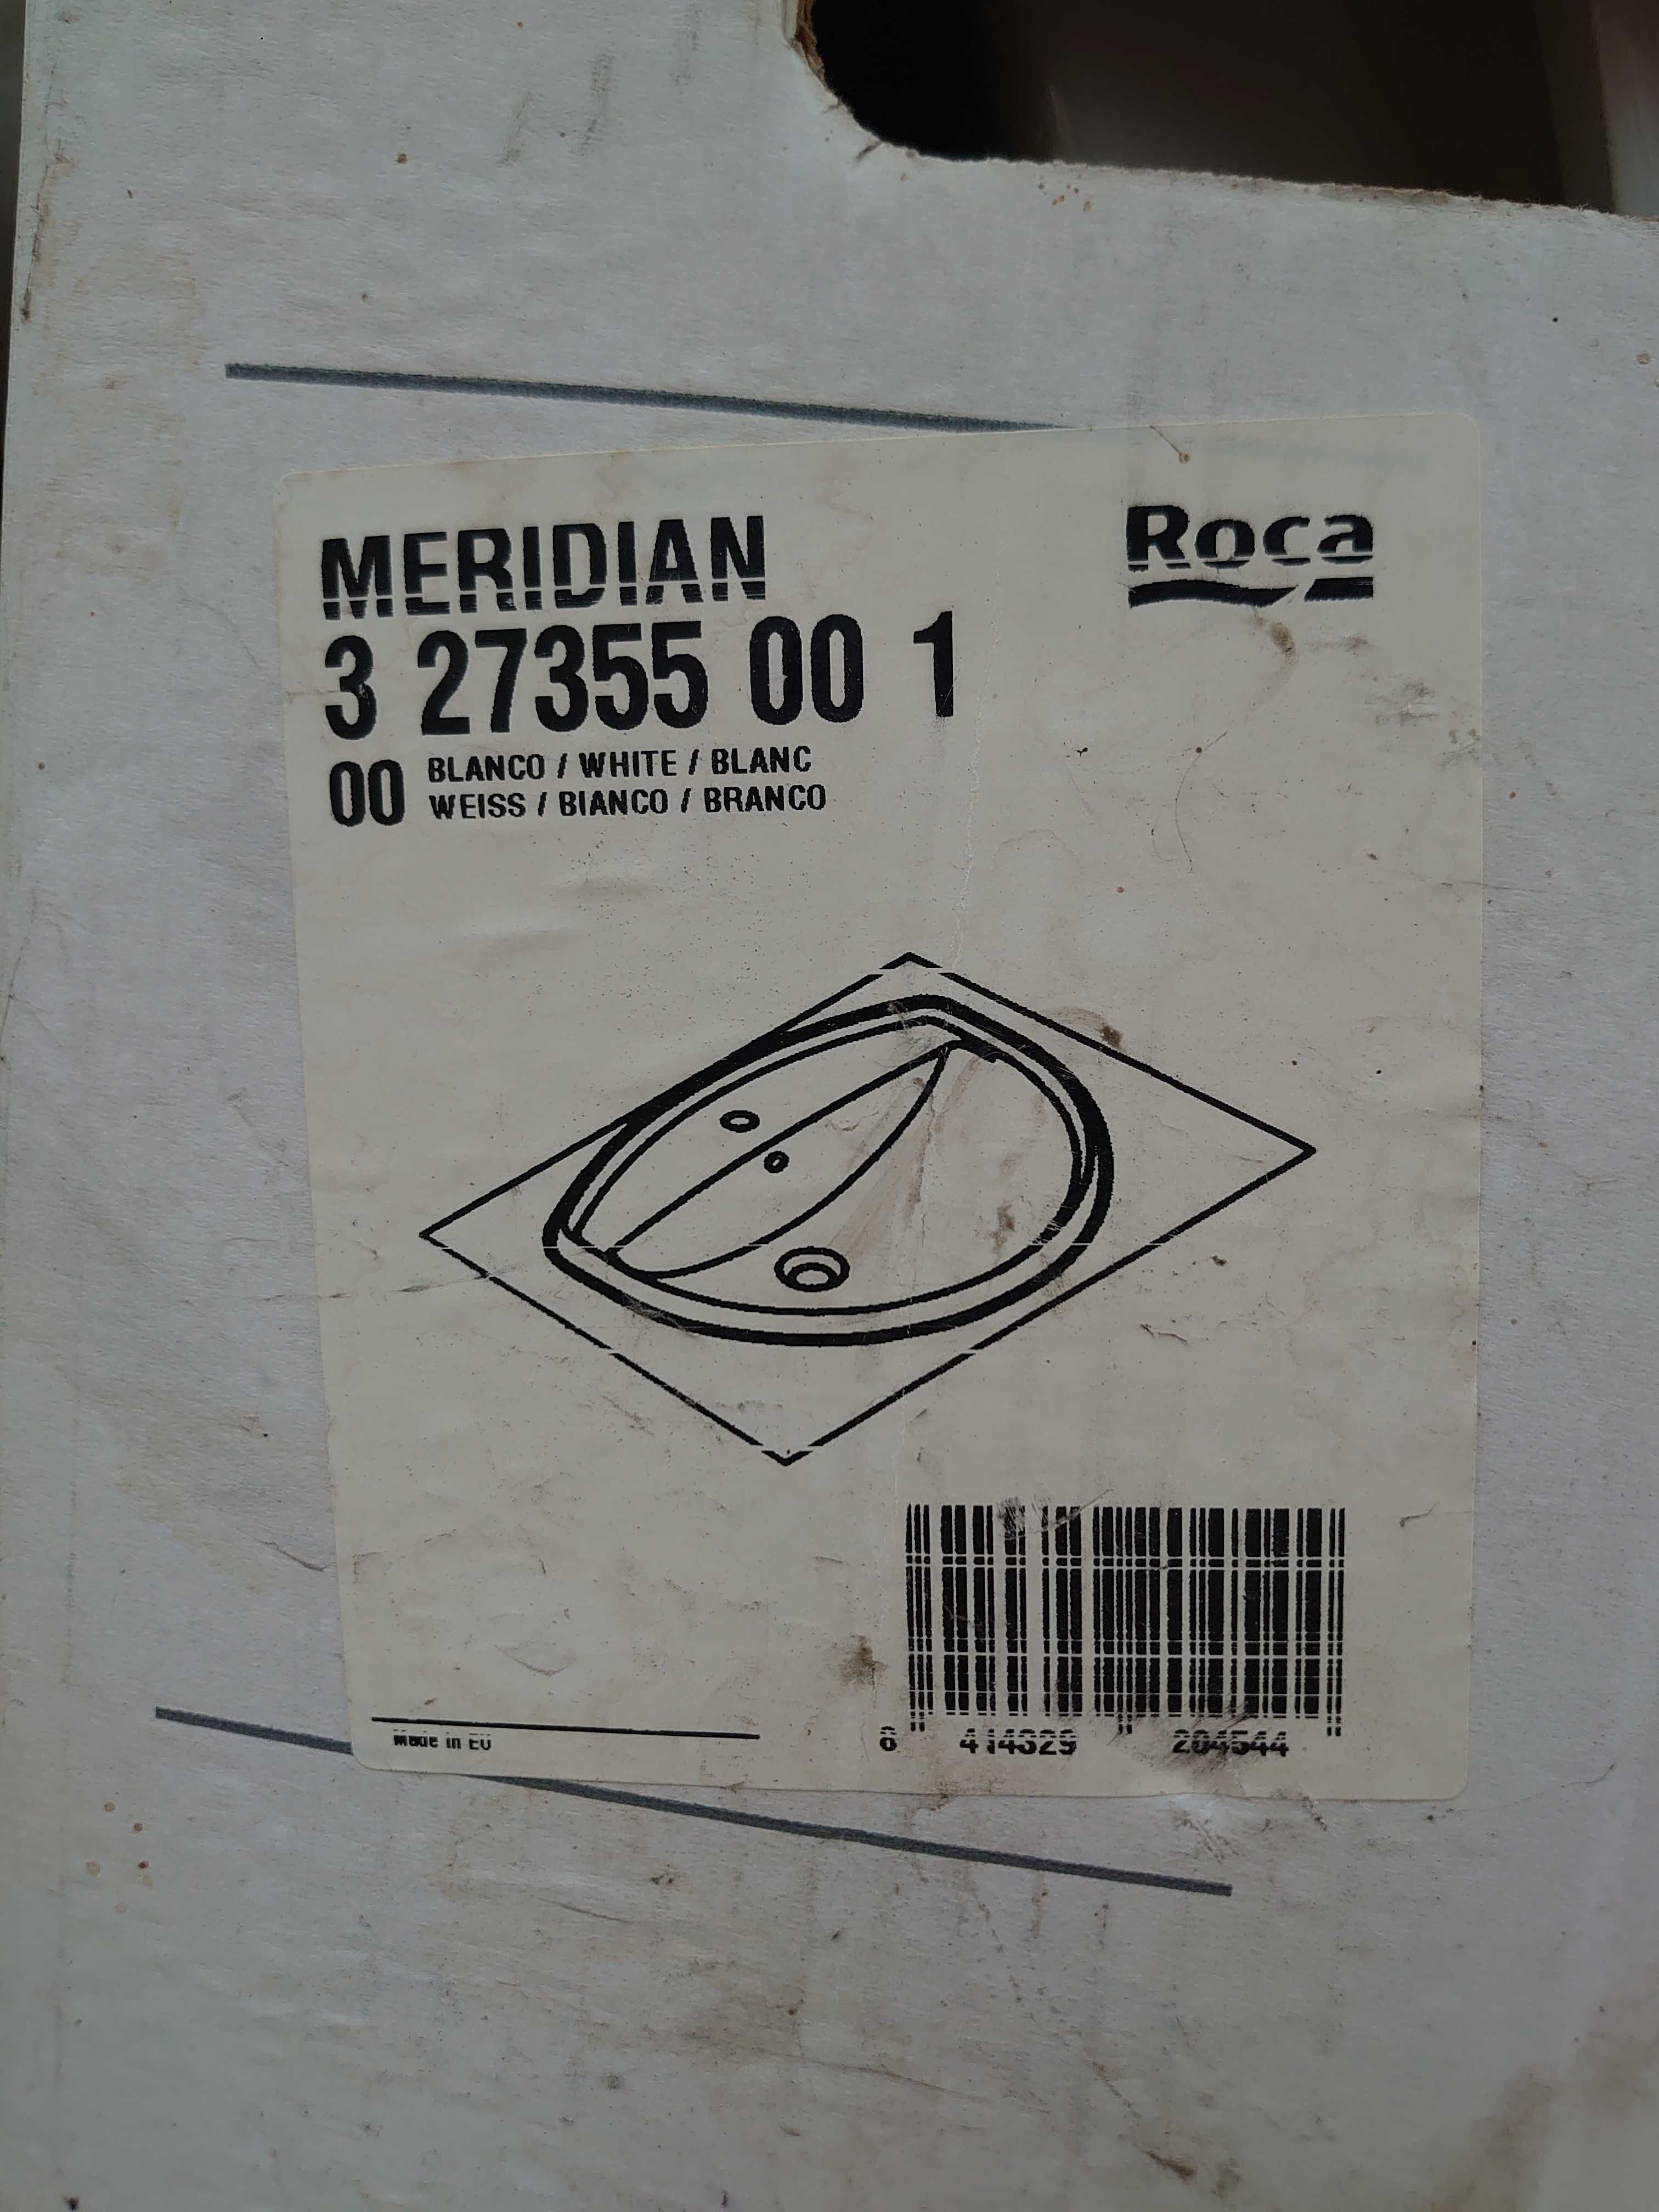 MERIDIAN
Roca
3 27355 00 1
00 BLANCO / WHITE / BLANC
WEISS / BIANCO / BRANCO
Made in EU
8 414329 204544